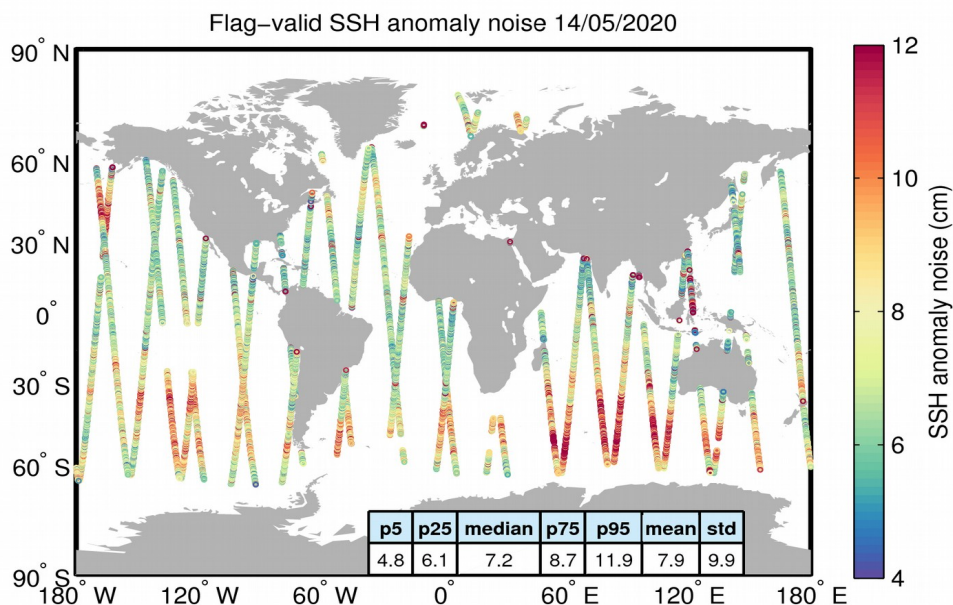 Flag−valid SSH anomaly noise 14/05/2020
90° N
60° N
30° N
0°
30° S
60° S
90° S
180° W
120° W
60° W
0°
60° E
120° E
180° E
p5 p25 median p75 p95 mean std
4.8 6.1 7.2 8.7 11.9 7.9 9.9
12
10
8
6
4
SSH anomaly noise (cm)